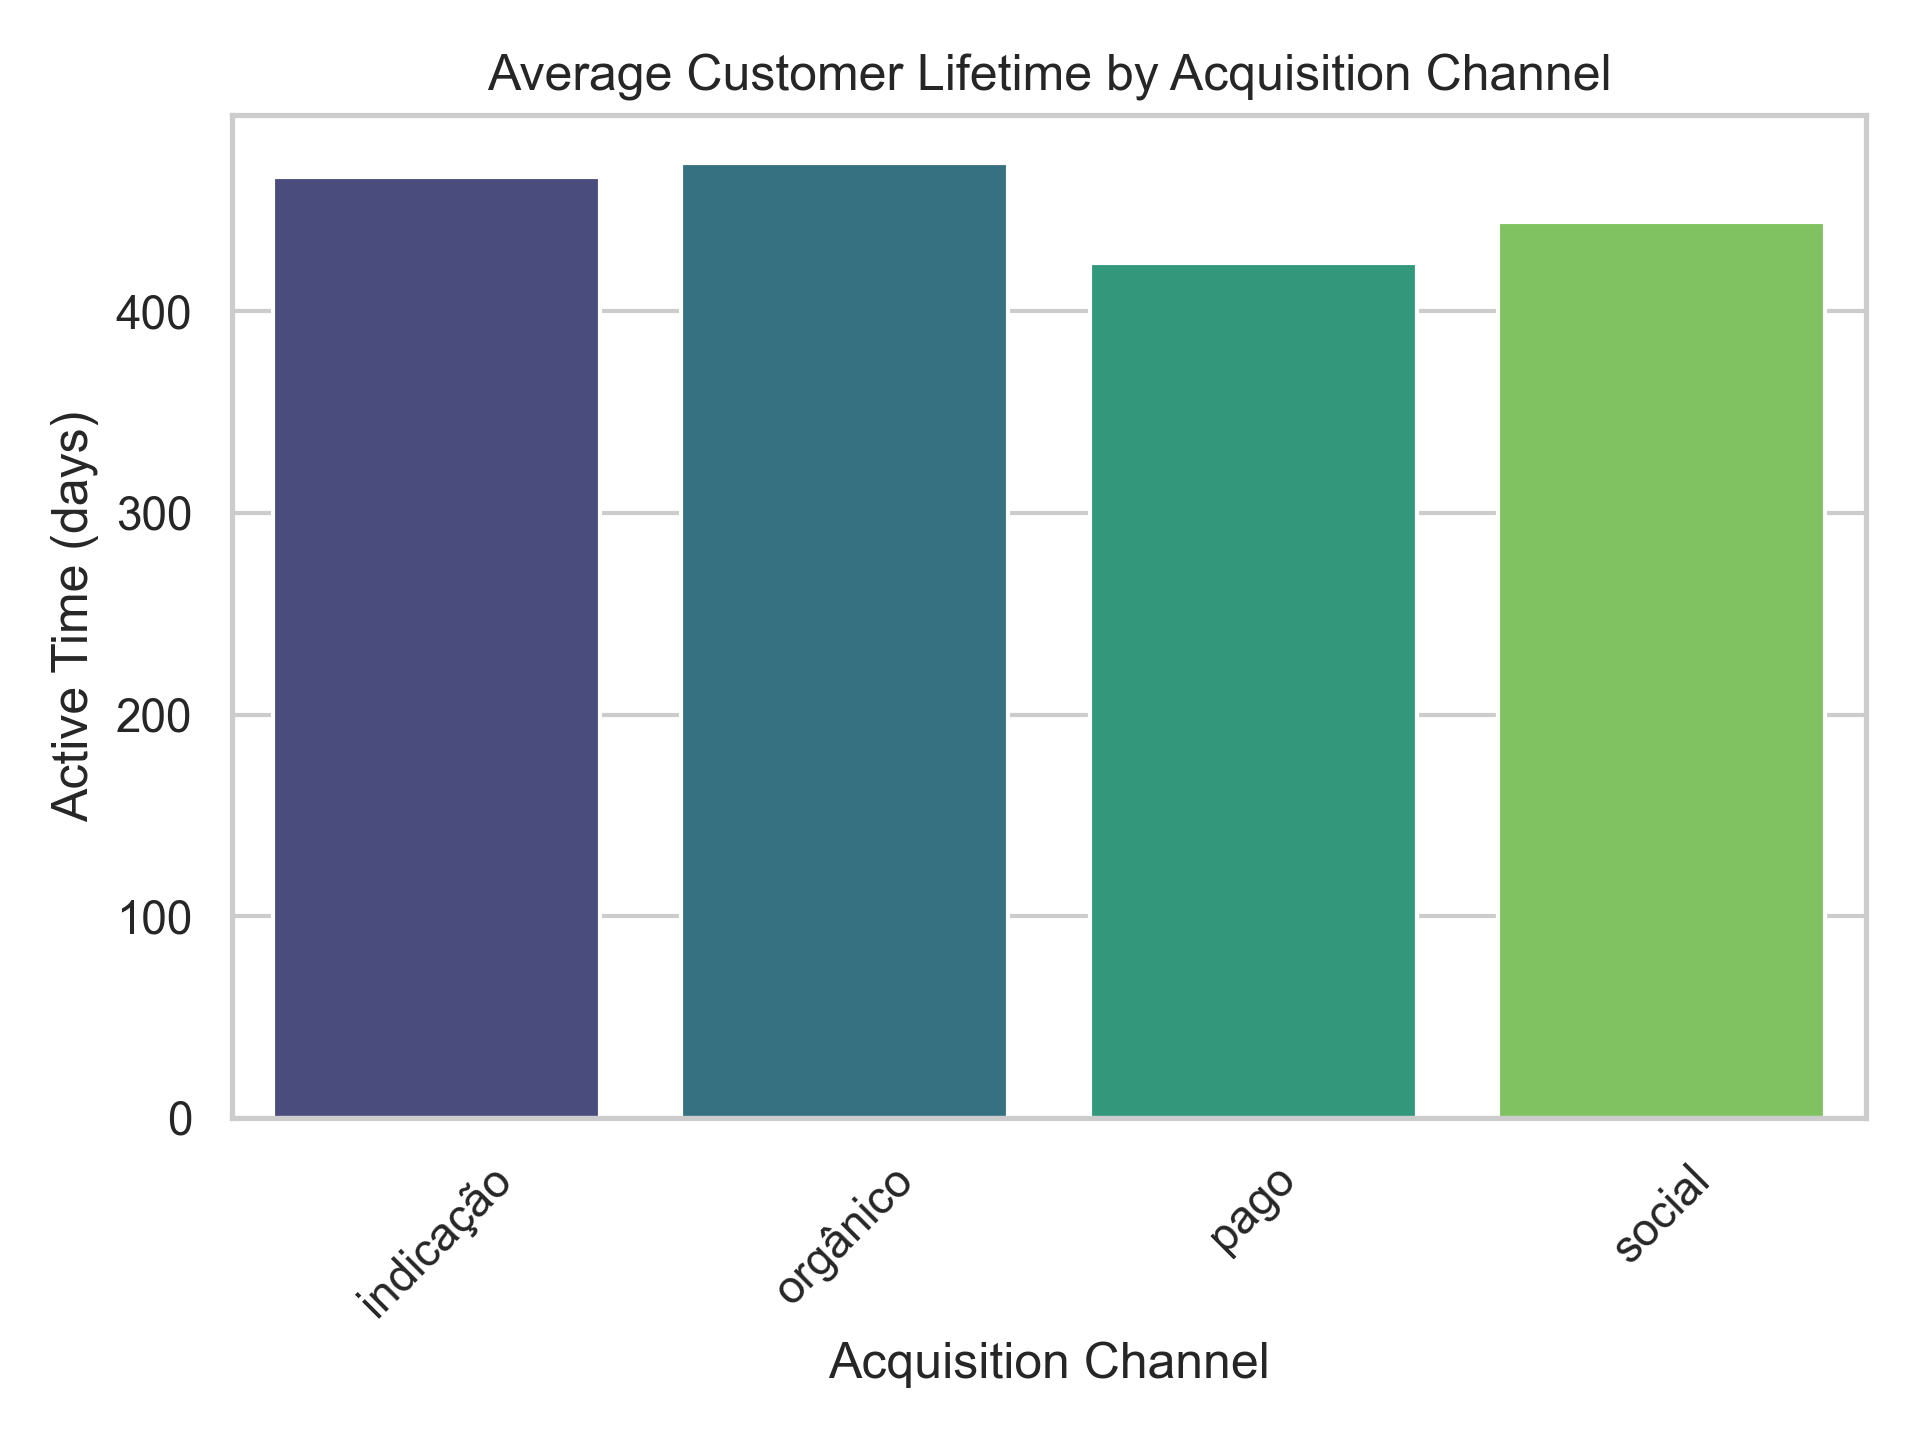 Average Customer Lifetime by Acquisition Channel
Active Time (days)
400
300
200
100
0
indicação
orgânico
pago
social
Acquisition Channel